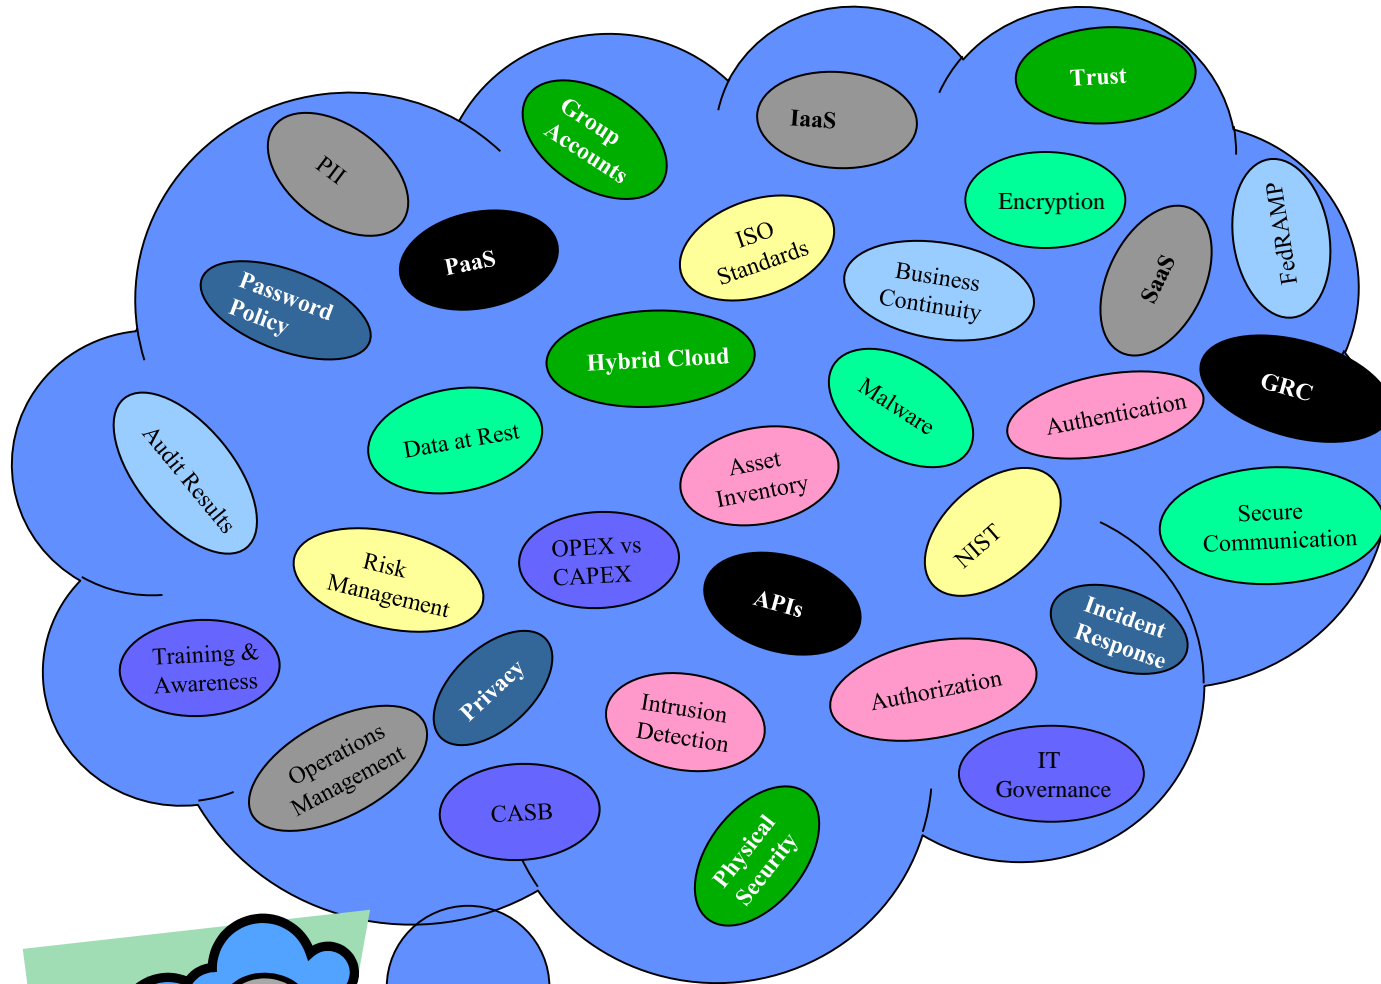 Trust
Group
Accounts
IaaS
PII
Encryption
FedRAMP
ISO
Standards
PaaS
SaaS
Business
Continuity
Password
Policy
Hybrid Cloud
GRC
Malware
Authentication
Data at Rest
Audit Results
Asset
Inventory
Secure
Communication
NIST
OPEX vs
CAPEX
Risk
Management
APIs
Incident
Response
Training &
Awareness
Privacy
Authorization
Intrusion
Detection
Operations
Management
IT
Governance
CASB
Physical
Security